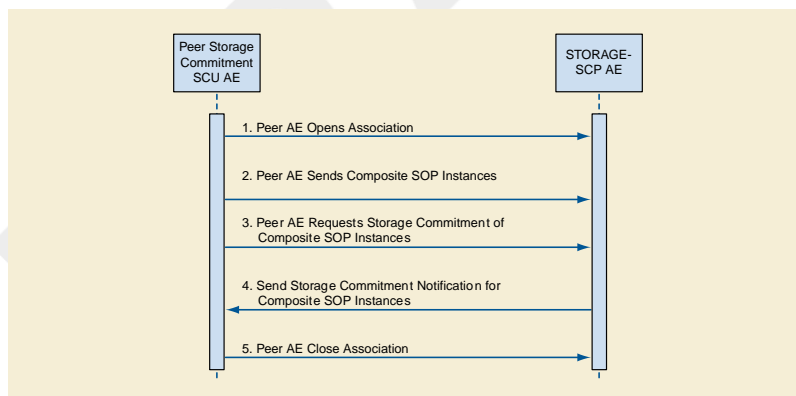 Peer Storage
Commitment
SCU AE
STORAGE-
SCP AE
1. Peer AE Opens Association
2. Peer AE Sends Composite SOP Instances
3. Peer AE Requests Storage Commitment of
Composite SOP Instances
4. Send Storage Commitment Notification for
Composite SOP Instances
5. Peer AE Close Association